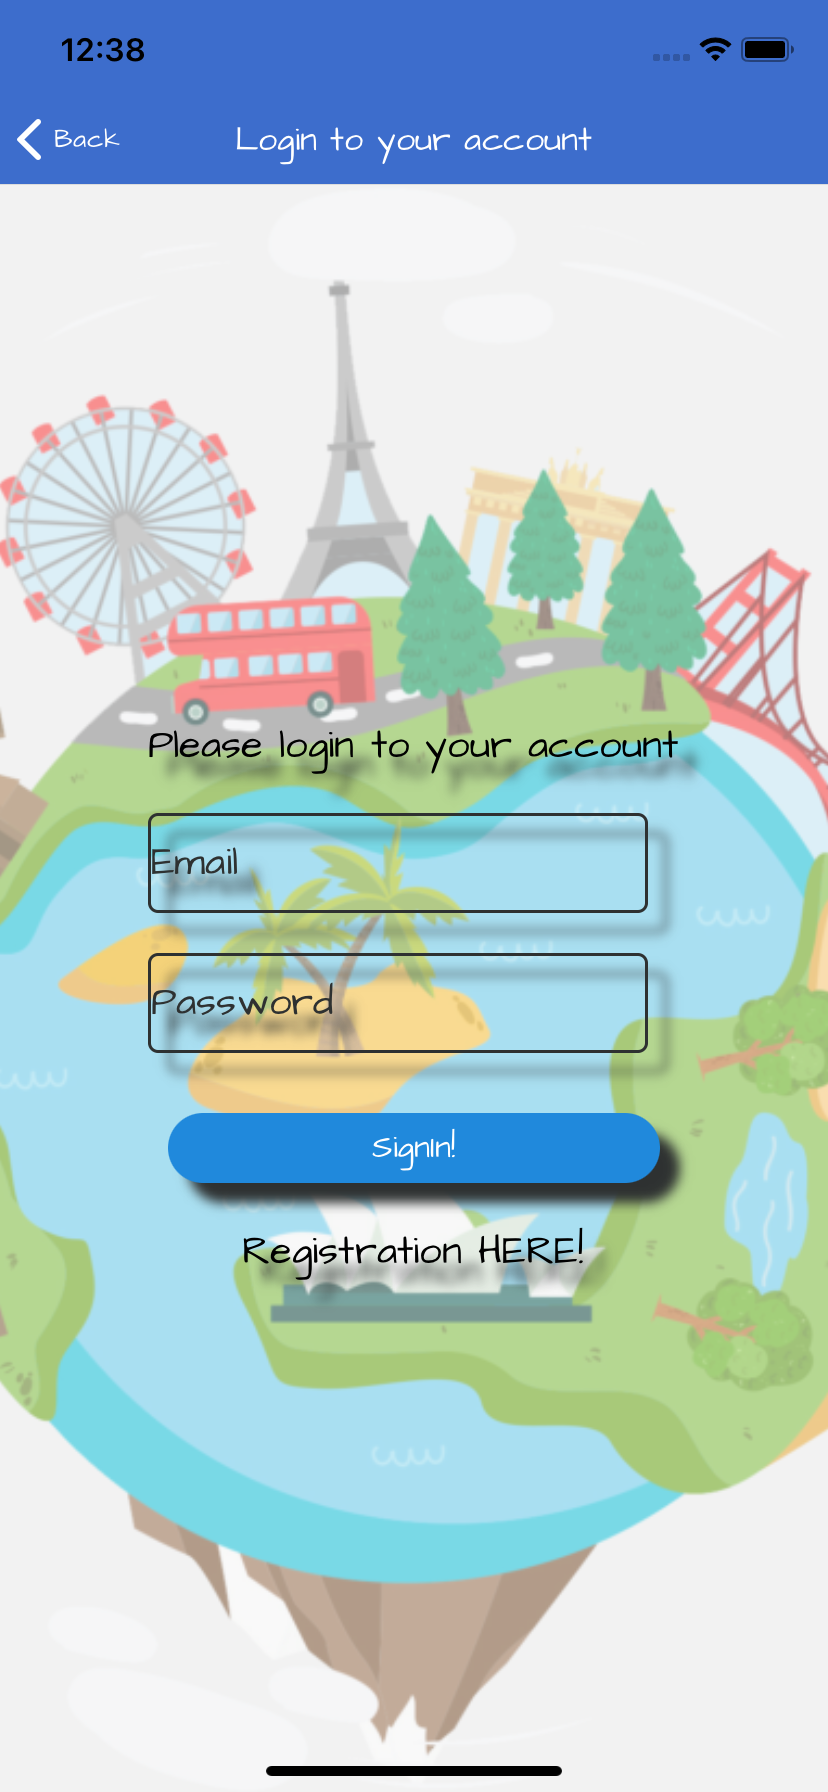 12:38
Back
Login to your account
Please login to your account
Email
Password
SignIn!
Registration HERE!